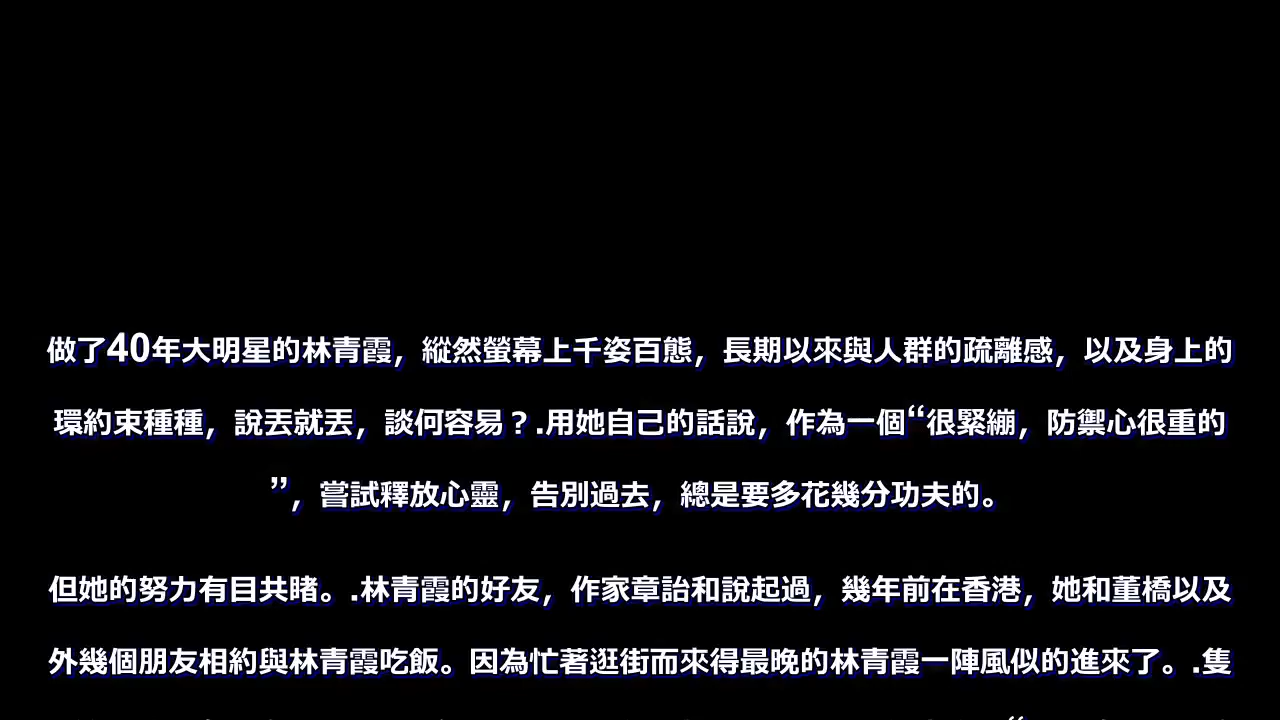 做了40年大明星的林青霞，縱然螢幕上千姿百態，長期以來與人群的疏離感，以及身上的
環約束種種，說丟就丟，談何容易？.用她自己的話說，作為一個“很緊繃，防禦心很重的
”，嘗試釋放心靈，告別過去，總是要多花幾分功夫的。
但她的努力有目共睹。.林青霞的好友，作家章詒和說起過，幾年前在香港，她和董橋以及
外幾個朋友相約與林青霞吃飯。因為忙著逛街而來得最晚的林青霞一陣風似的進來了。.隻